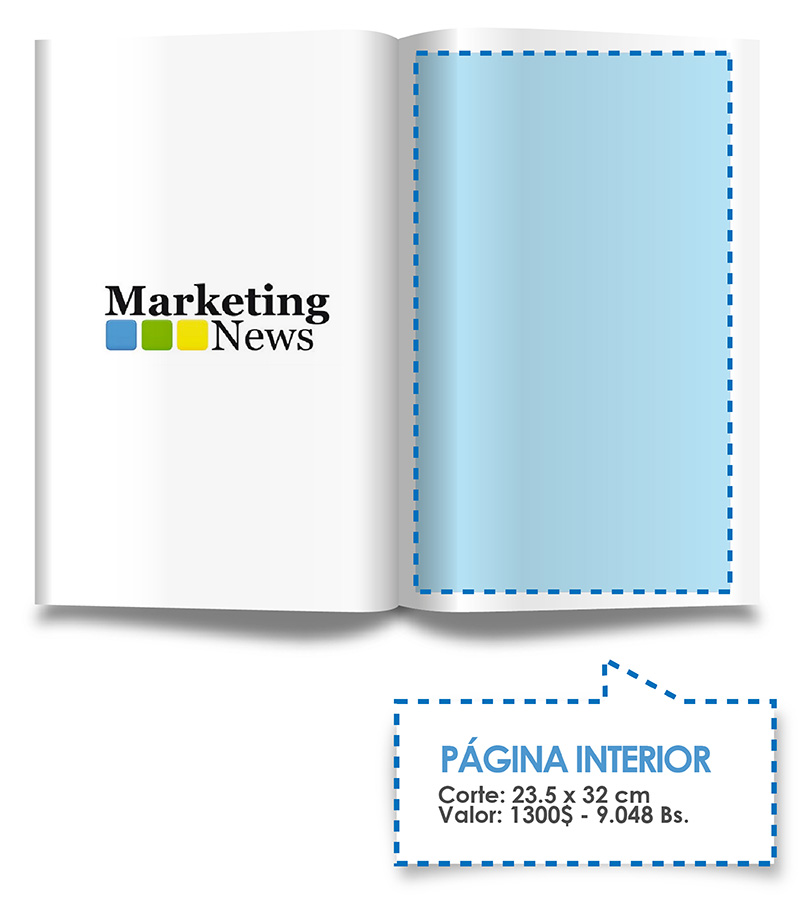 Marketing
News
PÁGINA INTERIOR
Corte: 23.5 x 32 cm
Valor: 1300$ - 9.048 Bs.